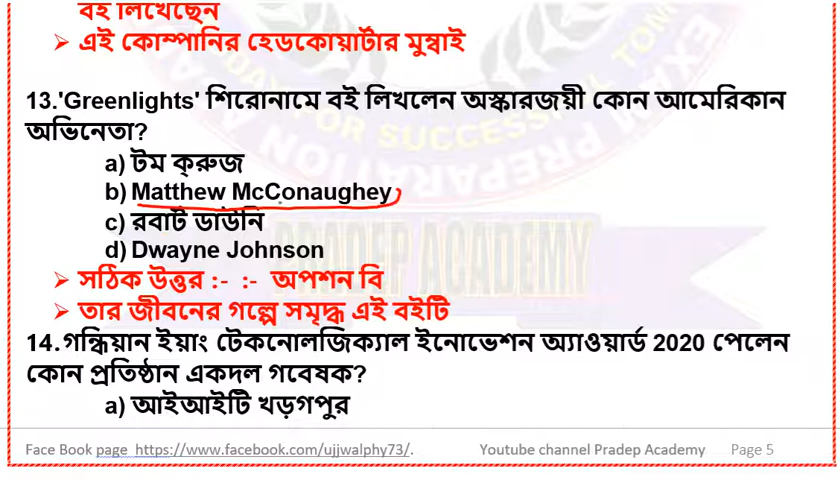 বই লিখেছেন
➢ এই কোম্পানির হেডকোয়ার্টার মুম্বাই
13.'Greenlights' শিরোনামে বই লিখলেন অস্কারজয়ী কোন আমেরিকান
অভিনেতা?
a) টম ক্রুজ
b) Matthew McConaughey
c) রবার্ট ডাউনি
d) Dwayne Johnson
➢ সঠিক উত্তর :- :- অপশন বি
➢ তার জীবনের গল্পে সমৃদ্ধ এই বইটি
14.গন্ধিয়ান ইয়াং টেকনোলজিক্যাল ইনোভেশন অ্যাওয়ার্ড 2020 পেলেন
কোন প্রতিষ্ঠান একদল গবেষক?
a) আইআইটি খড়গপুর
PRADEP ACADEMY
Face Book page https://www.facebook.com/ujjwalphy73/. Youtube channel Pradep Academy Page 5